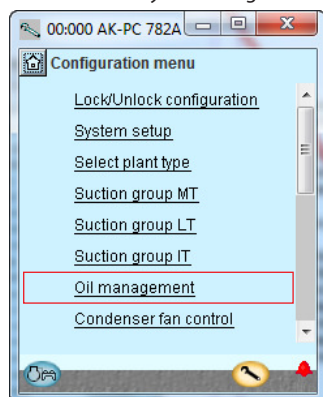 00:000 AK-PC 782A
Configuration menu
Lock/Unlock configuration
System setup
Select plant type
Suction group MT
Suction group LT
Suction group IT
Oil management
Condenser fan control